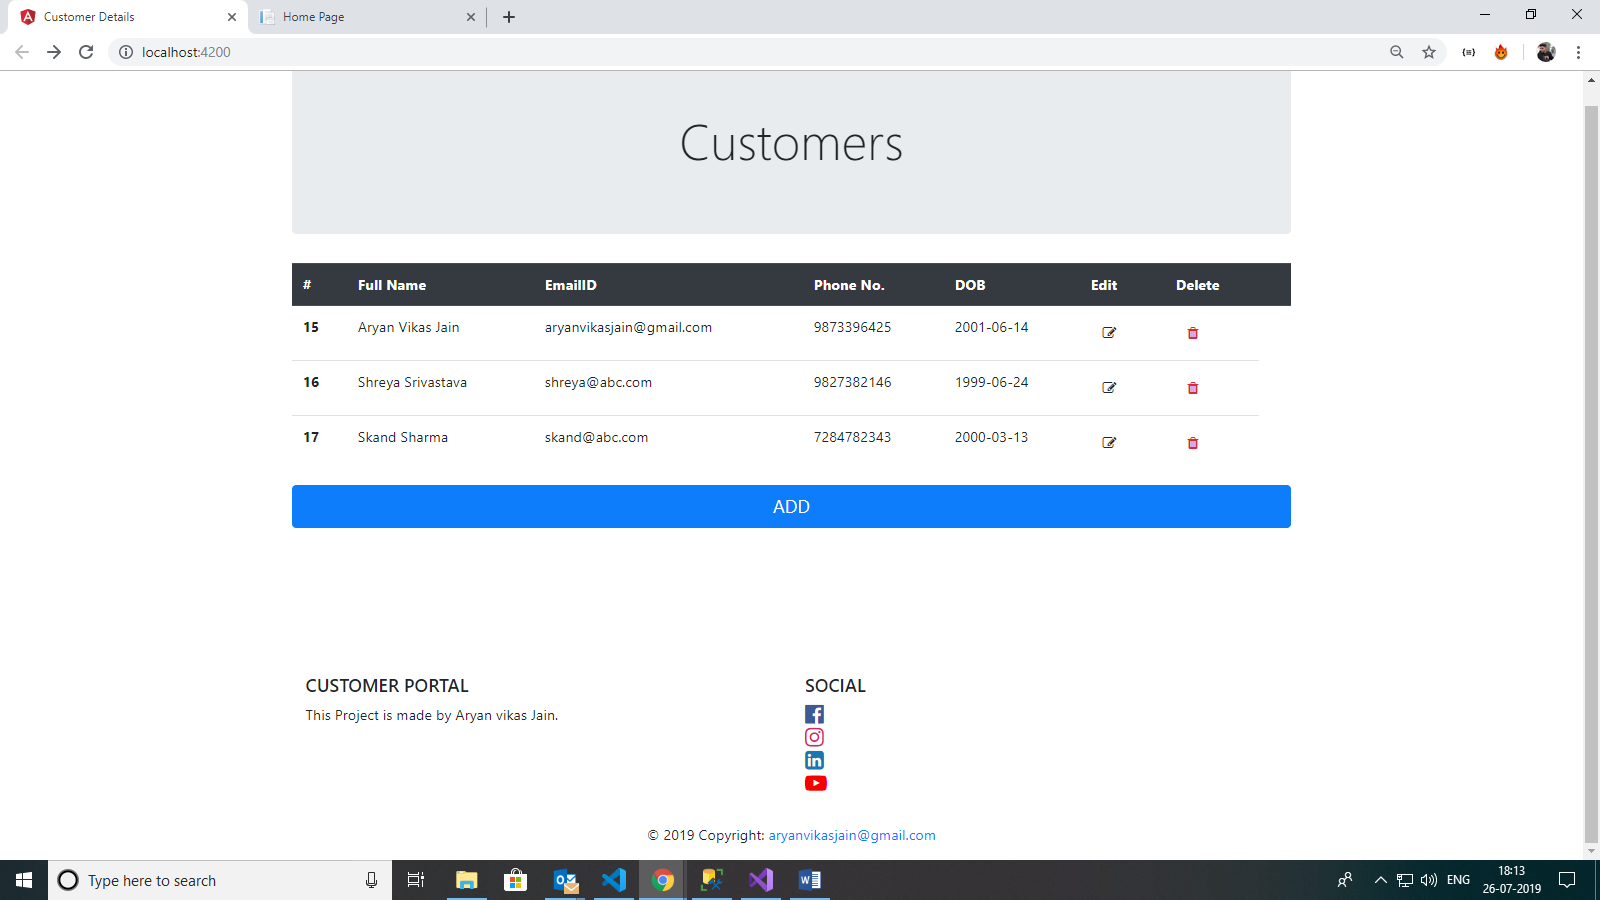 Customer Details
Home Page
localhost:4200
Customers
# Full Name EmailID Phone No. DOB Edit Delete
15 Aryan Vikas Jain aryanvikasjain@gmail.com 9873396425 2001-06-14
16 Shreya Srivastava shreya@abc.com 9827382146 1999-06-24
17 Skand Sharma skand@abc.com 7284782343 2000-03-13
ADD
CUSTOMER PORTAL
This Project is made by Aryan vikas Jain.
SOCIAL
© 2019 Copyright: aryanvikasjain@gmail.com
Type here to search
ENG
18:13
26-07-2019